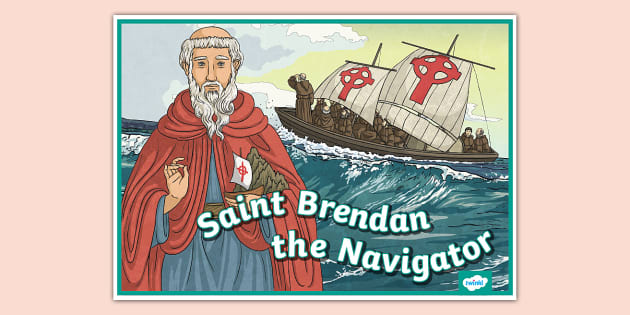 Saint Brendan
the Navigator
twinkl